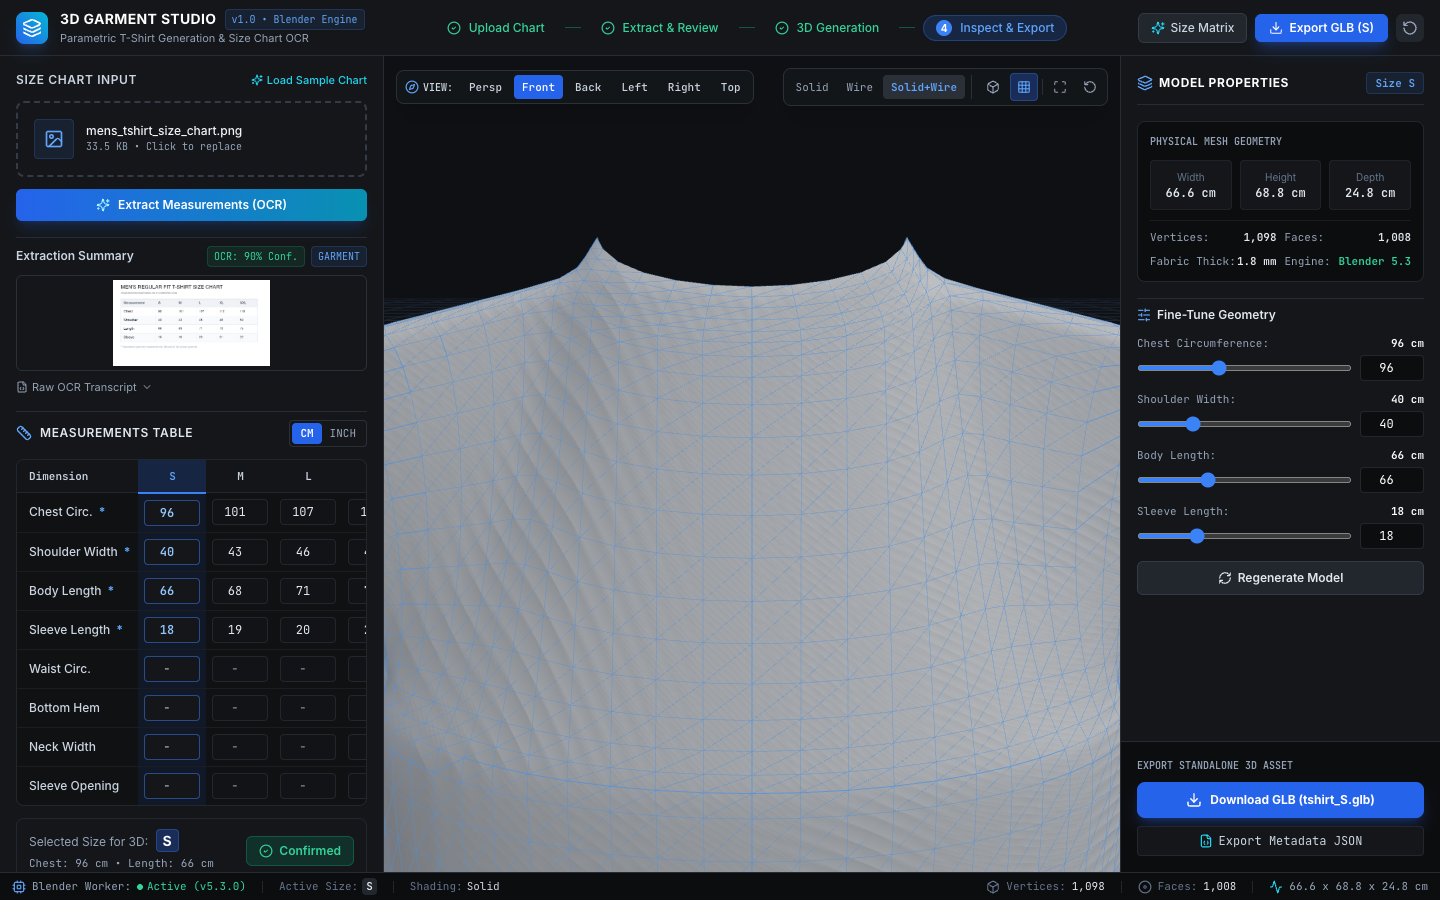 3D GARMENT STUDIO v1.0 • Blender Engine
Parametric T-Shirt Generation & Size Chart OCR
Upload Chart
Extract & Review
3D Generation
4 Inspect & Export
Size Matrix
Export GLB (S)
SIZE CHART INPUT
Load Sample Chart
mens_tshirt_size_chart.png
33.5 KB • Click to replace
Extract Measurements (OCR)
Extraction Summary
OCR: 90% Conf.
GARMENT
MEN'S REGULAR FIT T-SHIRT SIZE CHART
Raw OCR Transcript
MEASUREMENTS TABLE
CM INCH
Dimension S M L
Chest Circ. * 96 101 107 1
Shoulder Width * 40 43 46
Body Length * 66 68 71
Sleeve Length * 18 19 20
Waist Circ. - - -
Bottom Hem - - -
Neck Width - - -
Sleeve Opening - - -
Selected Size for 3D: S
Chest: 96 cm • Length: 66 cm
Confirmed
VIEW: Persp Front Back Left Right Top
Solid Wire Solid+Wire
MODEL PROPERTIES
Size S
PHYSICAL MESH GEOMETRY
Width Height Depth
66.6 cm 68.8 cm 24.8 cm
Vertices: 1,098 Faces: 1,008
Fabric Thick: 1.8 mm Engine: Blender 5.3
Fine-Tune Geometry
Chest Circumference: 96 cm
96
Shoulder Width: 40 cm
40
Body Length: 66 cm
66
Sleeve Length: 18 cm
18
Regenerate Model
EXPORT STANDALONE 3D ASSET
Download GLB (tshirt_S.glb)
Export Metadata JSON
Blender Worker: Active (v5.3.0)
Active Size: S
Shading: Solid
Vertices: 1,098
Faces: 1,008
66.6 x 68.8 x 24.8 cm